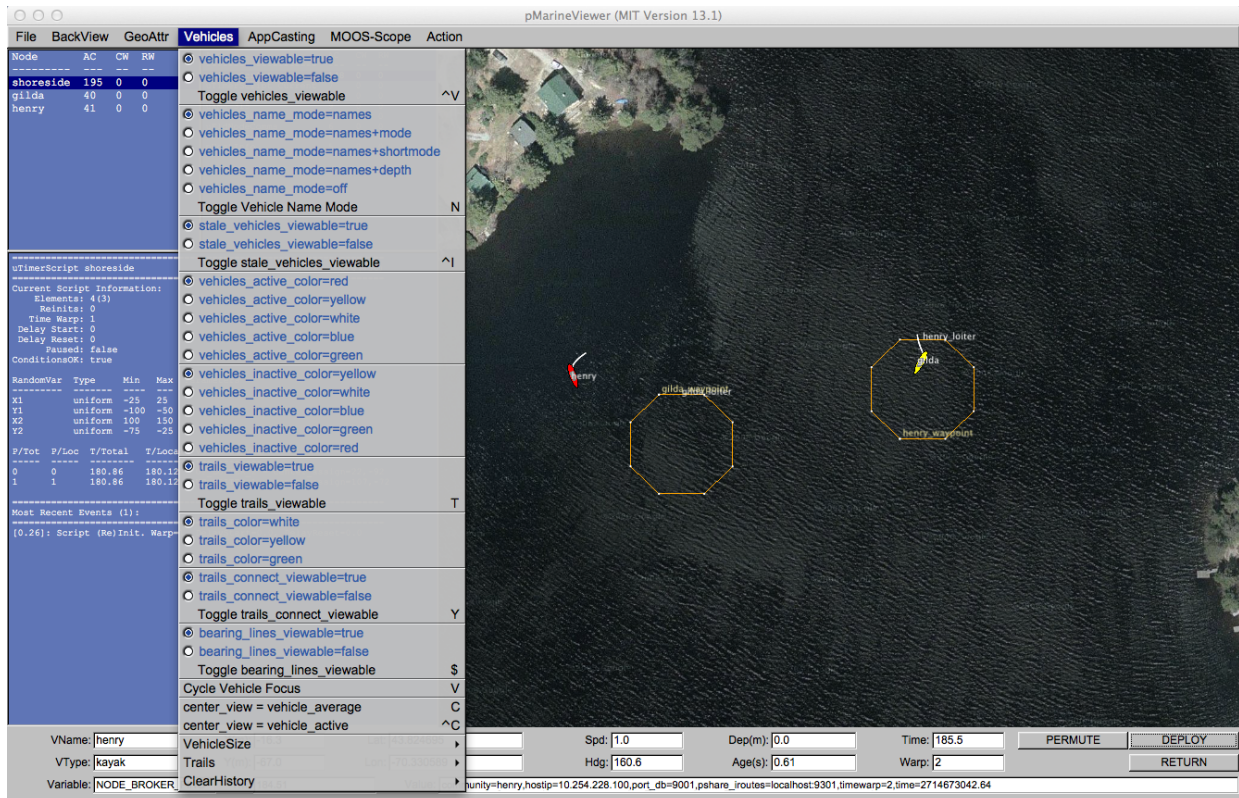 pMarineViewer (MIT Version 13.1)
File BackView GeoAttr Vehicles AppCasting MOOS-Scope Action
Node AC CW RW
--------- --- -- --
shoreside 195 0 0
gilda 40 0 0
henry 41 0 0
uTimerScript shoreside
Current Script Information:
Elements: 4(3)
Reinits: 0
Time Warp: 1
Delay Start: 0
Delay Reset: 0
Paused: false
ConditionsOK: true
RandomVar Type Min Max
X1 uniform -25 25
Y1 uniform -100 -50
X2 uniform 100 150
Y2 uniform -75 -25
P/Tot P/Loc T/Total T/Loca
0 0 180.86 180.12
1 1 180.86 180.12
Most Recent Events (1):
[0.26]: Script (Re)Init. Warp=
vehicles_viewable=true
vehicles_viewable=false
Toggle vehicles_viewable ^V
vehicles_name_mode=names
vehicles_name_mode=names+mode
vehicles_name_mode=names+shortmode
vehicles_name_mode=names+depth
vehicles_name_mode=off
Toggle Vehicle Name Mode N
stale_vehicles_viewable=true
stale_vehicles_viewable=false
Toggle stale_vehicles_viewable ^I
vehicles_active_color=red
vehicles_active_color=yellow
vehicles_active_color=white
vehicles_active_color=blue
vehicles_active_color=green
vehicles_inactive_color=yellow
vehicles_inactive_color=white
vehicles_inactive_color=blue
vehicles_inactive_color=green
vehicles_inactive_color=red
trails_viewable=true
trails_viewable=false
Toggle trails_viewable T
trails_color=white
trails_color=yellow
trails_color=green
trails_connect_viewable=true
trails_connect_viewable=false
Toggle trails_connect_viewable Y
bearing_lines_viewable=true
bearing_lines_viewable=false
Toggle bearing_lines_viewable $
Cycle Vehicle Focus V
center_view = vehicle_average C
center_view = vehicle_active ^C
VehicleSize
Trails
ClearHistory
henry_loiter
gilda
henry
gilda_waypoint
henry_waypoint
VName: henry Spd: 1.0 Dep(m): 0.0 Time: 185.5 PERMUTE DEPLOY
VType: kayak Hdg: 160.6 Age(s): 0.61 Warp: 2 RETURN
Variable: NODE_BROKER_ munity=henry,hostip=10.254.228.100,port_db=9001,pshare_iroutes=localhost:9301,timewarp=2,time=2714673042.64